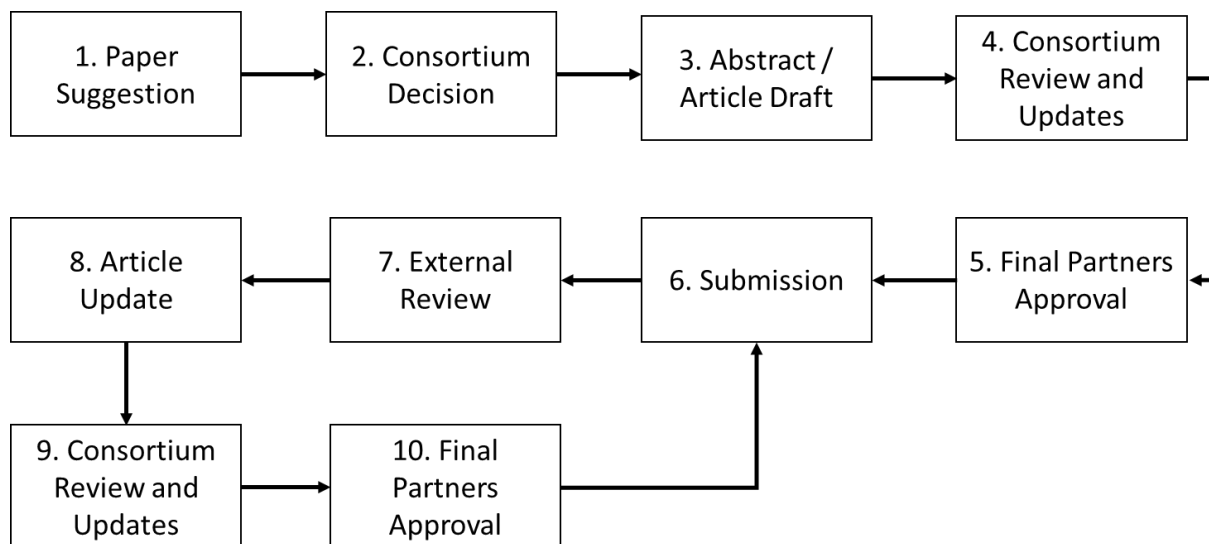 1. Paper
Suggestion
2. Consortium
Decision
3. Abstract /
Article Draft
4. Consortium
Review and
Updates
5. Final Partners
Approval
6. Submission
7. External
Review
8. Article
Update
9. Consortium
Review and
Updates
10. Final
Partners
Approval